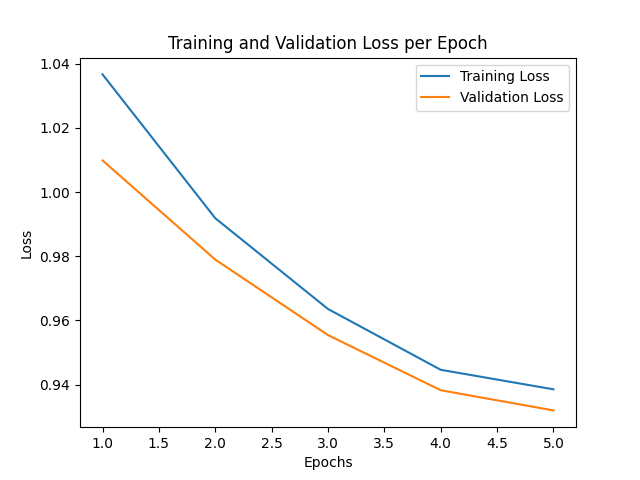 Training and Validation Loss per Epoch
Training Loss
Validation Loss
1.04
1.02
1.00
0.98
0.96
0.94
Loss
1.0 1.5 2.0 2.5 3.0 3.5 4.0 4.5 5.0
Epochs